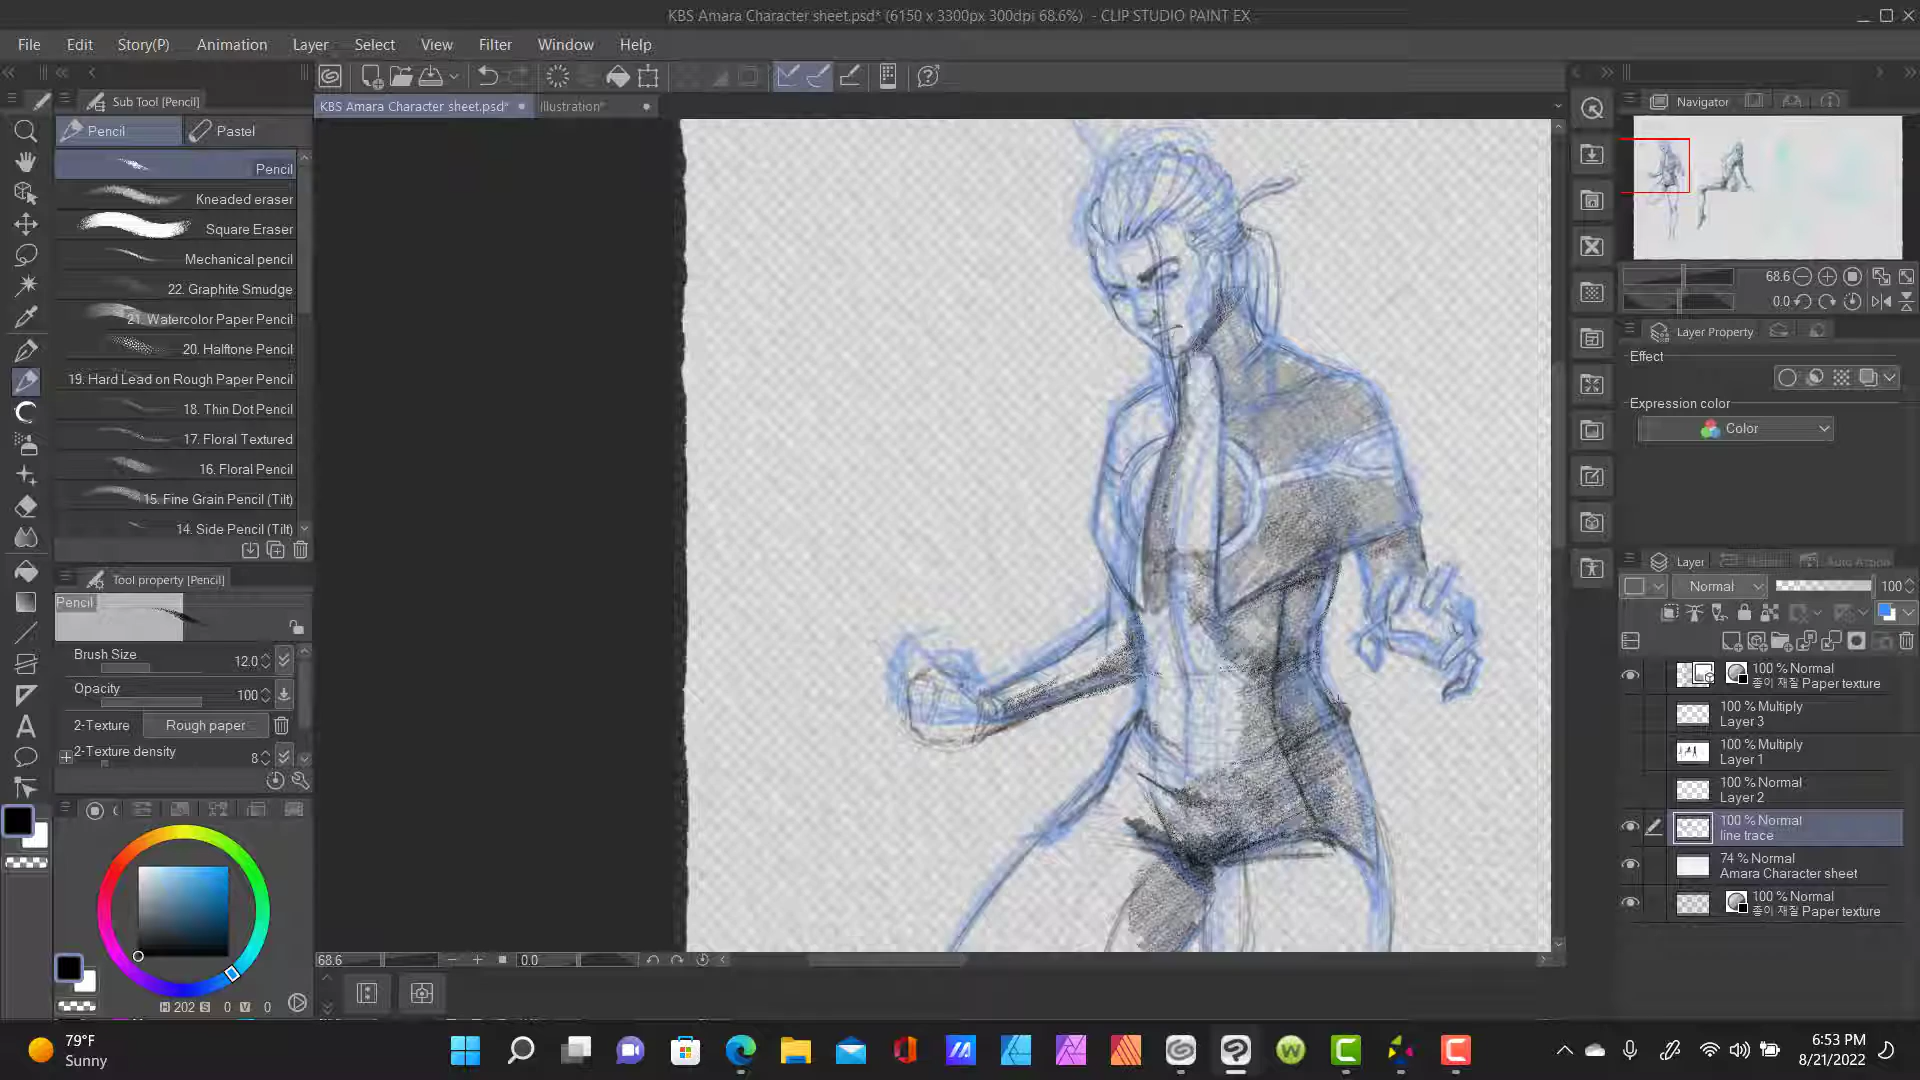 KBS Amara Character sheet.psd* (6150 x 3300px 300dpi 68.6%) - CLIP STUDIO PAINT EX
File Edit Story(P) Animation Layer Select View Filter Window Help
Sub Tool [Pencil]
KBS Amara Character sheet.psd*
Illustration*
Navigator
Pencil
Pastel
Pencil
Kneaded eraser
Square Eraser
Mechanical pencil
22. Graphite Smudge
21. Watercolor Paper Pencil
20. Halftone Pencil
19. Hard Lead on Rough Paper Pencil
18. Thin Dot Pencil
17. Floral Textured
16. Floral Pencil
15. Fine Grain Pencil (Tilt)
14. Side Pencil (Tilt)
68.6
0.0
Layer Property
Effect
Expression color
Color
Tool property [Pencil]
Pencil
Brush Size
12.0
Opacity
100
2-Texture
Rough paper
2-Texture density
8
Layer
Auto Action
Normal
100
100 % Normal
종이 재질 Paper texture
100 % Multiply
Layer 3
100 % Multiply
Layer 1
100 % Normal
Layer 2
100 % Normal
line trace
74 % Normal
Amara Character sheet
100 % Normal
종이 재질 Paper texture
68.6
0.0
H 202 S 0 V 0
79°F
Sunny
6:53 PM
8/21/2022